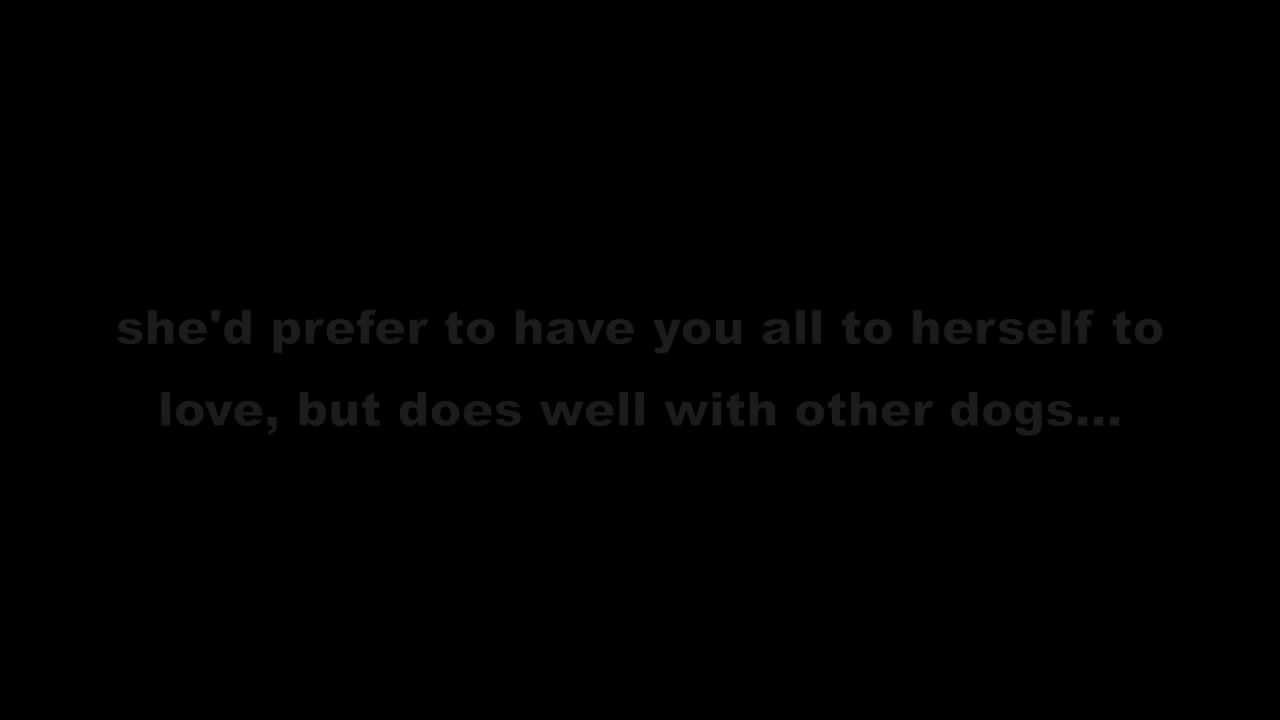 she'd prefer to have you all to herself to
love, but does well with other dogs...